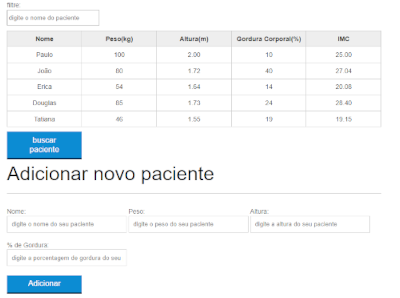 filtre:
digite o nome do paciente
Nome Peso(kg) Altura(m) Gordura Corporal(%) IMC
Paulo 100 2.00 10 25.00
João 80 1.72 40 27.04
Erica 54 1.64 14 20.08
Douglas 85 1.73 24 28.40
Tatiana 46 1.55 19 19.15
buscar
paciente
Adicionar novo paciente
Nome: Peso: Altura:
digite o nome do seu paciente digite o peso do seu paciente digite a altura do seu paciente
% de Gordura:
digite a porcentagem de gordura do seu
Adicionar